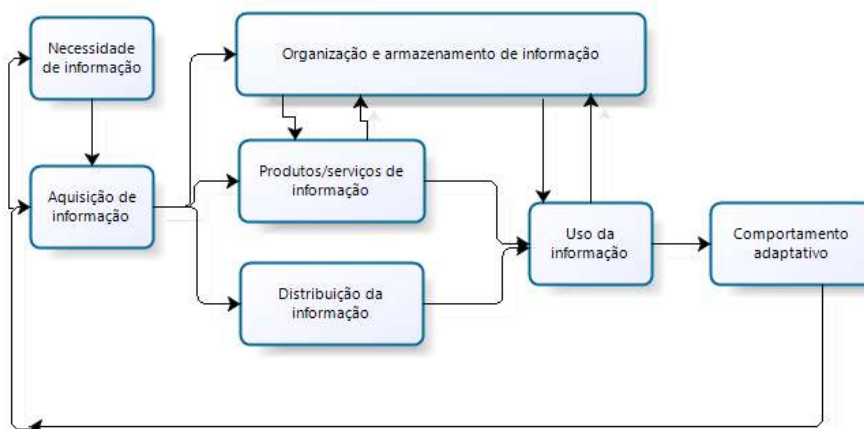 Necessidade
de informação
Organização e armazenamento de informação
Aquisição de
informação
Produtos/serviços de
informação
Distribuição da
informação
Uso da
informação
Comportamento
adaptativo